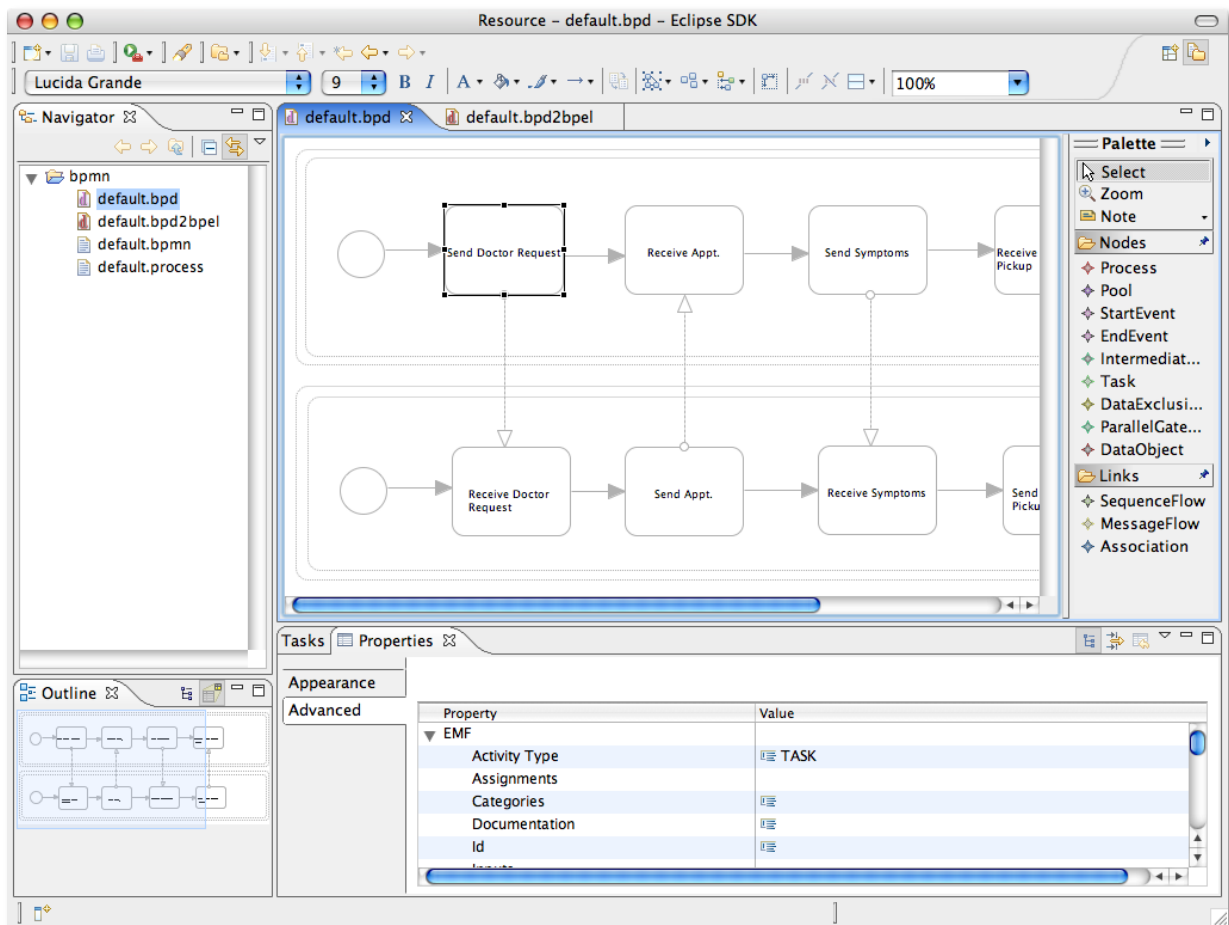 Resource – default.bpd – Eclipse SDK
Lucida Grande 9 B I A 100%
Navigator
bpmn
default.bpd
default.bpd2bpel
default.bpmn
default.process
default.bpd default.bpd2bpel
Send Doctor Request Receive Appt. Send Symptoms Receive
Pickup
Receive Doctor
Request
Send Appt.
Receive Symptoms
Send
Picku
Palette
Select
Zoom
Note
Nodes
Process
Pool
StartEvent
EndEvent
Intermediat...
Task
DataExclusi...
ParallelGate...
DataObject
Links
SequenceFlow
MessageFlow
Association
Outline
Tasks Properties
Appearance
Advanced
Property Value
EMF
Activity Type TASK
Assignments
Categories
Documentation
Id